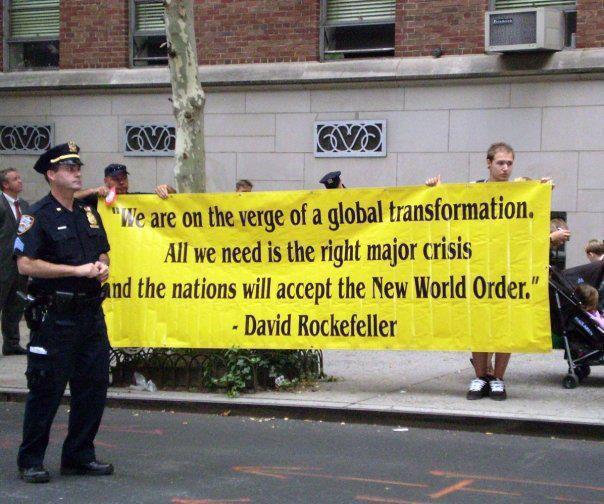 "We are on the verge of a global transformation.
All we need is the right major crisis
and the nations will accept the New World Order."
- David Rockefeller